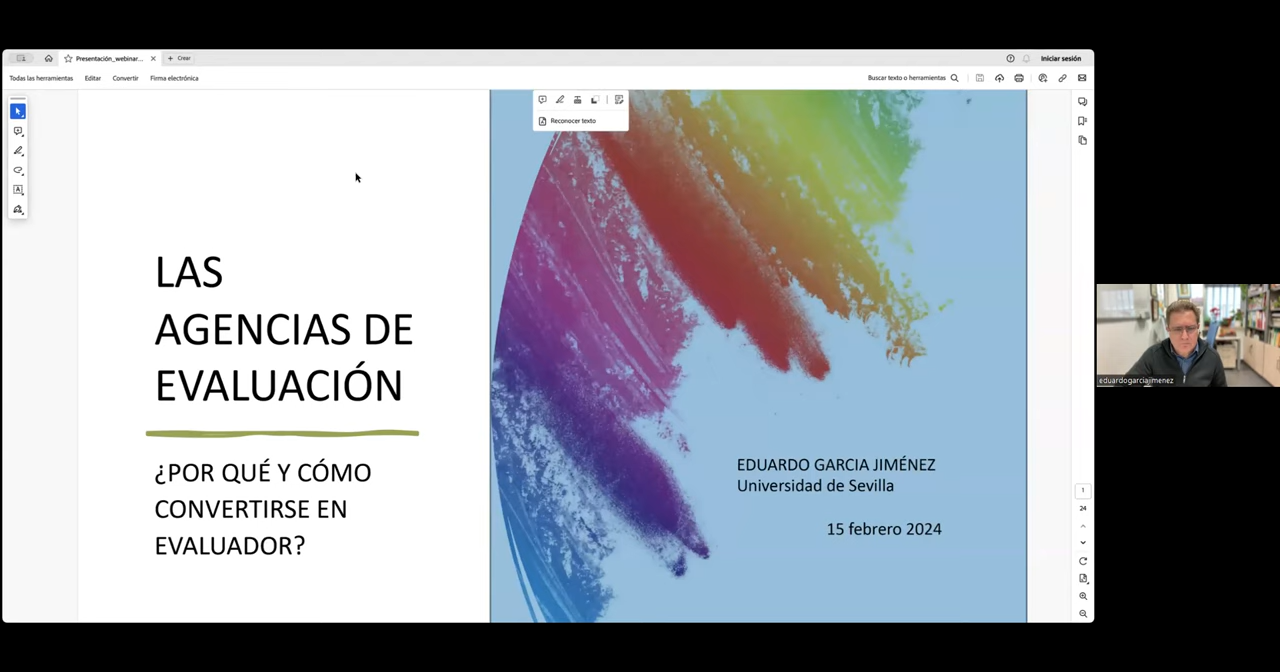 Presentación_webinar...
Crear
Iniciar sesión
Todas las herramientas
Editar
Convertir
Firma electrónica
Buscar texto o herramientas
Reconocer texto
LAS
AGENCIAS DE
EVALUACIÓN
¿POR QUÉ Y CÓMO
CONVERTIRSE EN
EVALUADOR?
EDUARDO GARCIA JIMÉNEZ
Universidad de Sevilla
15 febrero 2024
1
24
eduardogarciajimenez